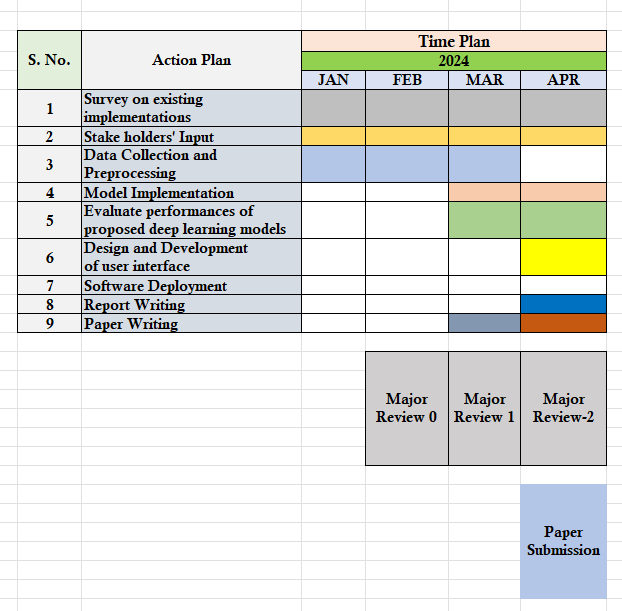 S. No.
Action Plan
Time Plan
2024
JAN
FEB
MAR
APR
1
Survey on existing
implementations
2
Stake holders' Input
3
Data Collection and
Preprocessing
4
Model Implementation
5
Evaluate performances of
proposed deep learning models
6
Design and Development
of user interface
7
Software Deployment
8
Report Writing
9
Paper Writing
Major
Review 0
Major
Review 1
Major
Review-2
Paper
Submission